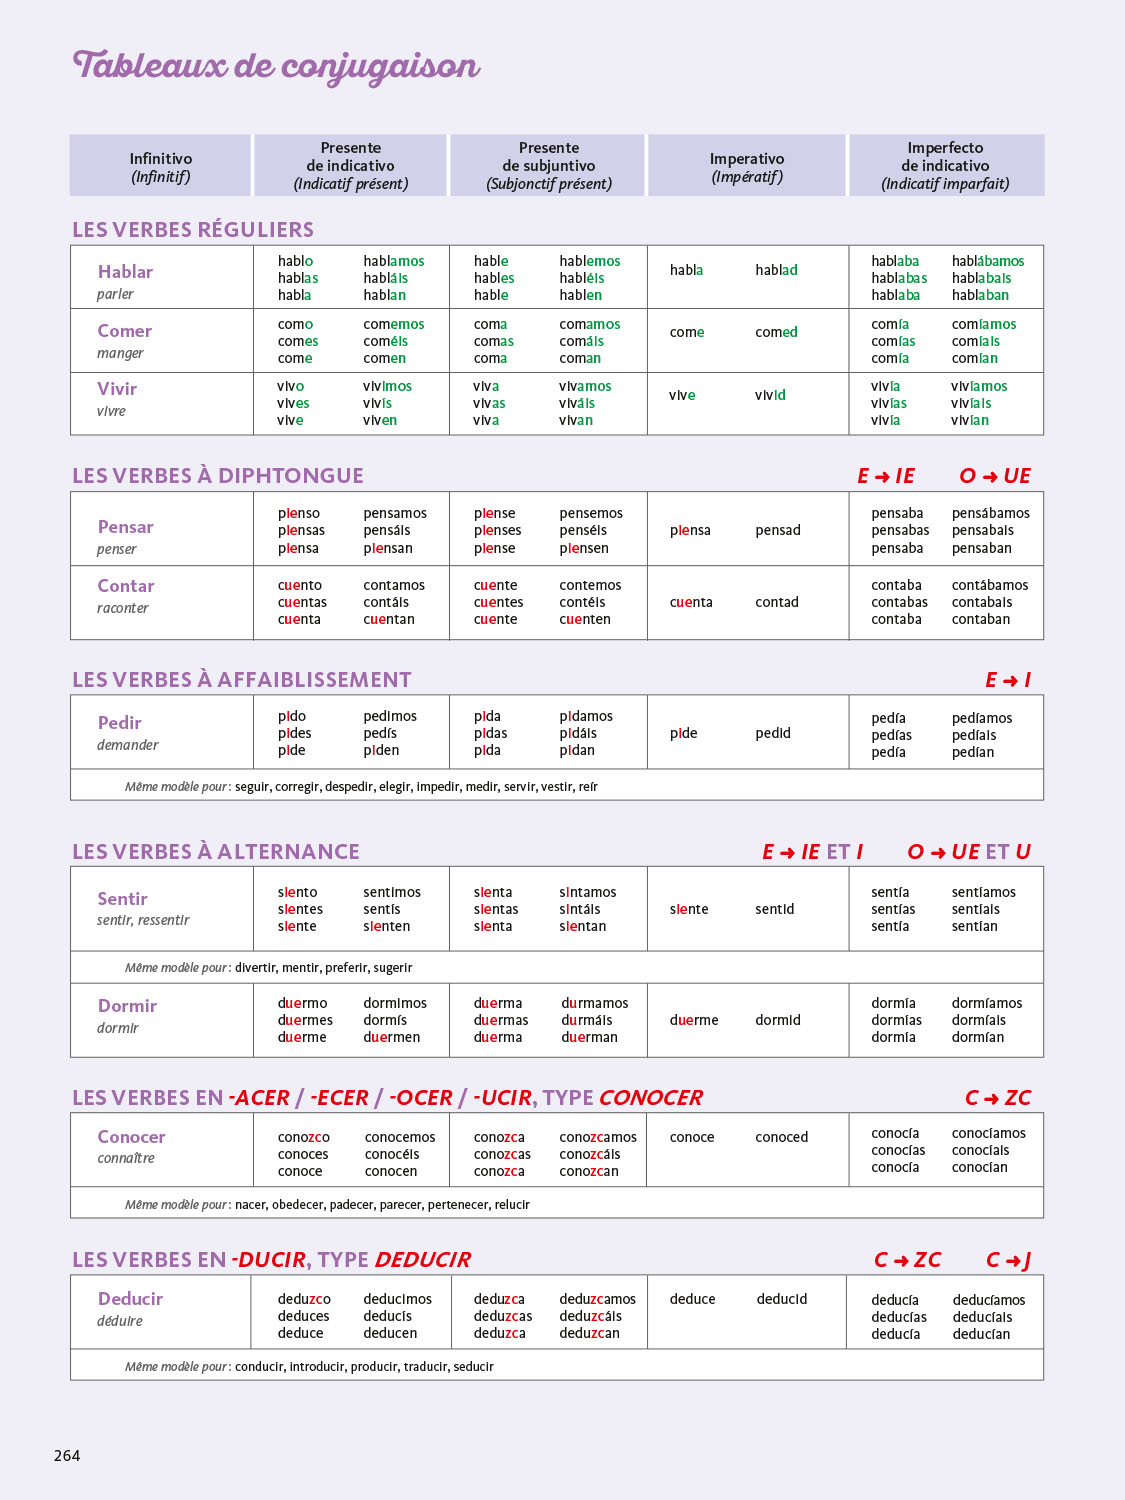 Tableaux de conjugaison
Infinitivo
(Infinitif)
Presente
de indicativo
(Indicatif présent)
Presente
de subjuntivo
(Subjonctif présent)
Imperativo
(Impératif)
Imperfecto
de indicativo
(Indicatif imparfait)
LES VERBES RÉGULIERS
Hablar
parler
hablo hablamos
hablas habláis
habla hablan
hable hablemos
hables habléis
hable hablen
habla hablad
hablaba hablábamos
hablabas hablabais
hablaba hablaban
Comer
manger
como comemos
comes coméis
come comen
coma comamos
comas comáis
coma coman
come comed
comía comíamos
comías comíais
comía comían
Vivir
vivre
vivo vivimos
vives vivís
vive viven
viva vivamos
vivas viváis
viva vivan
vive vivid
vivía vivíamos
vivías vivíais
vivía vivían
LES VERBES À DIPHTONGUE E ➜ IE O ➜ UE
Pensar
penser
pienso pensamos
piensas pensáis
piensa piensan
piense pensemos
pienses penséis
piense piensen
piensa pensad
pensaba pensábamos
pensabas pensabais
pensaba pensaban
Contar
raconter
cuento contamos
cuentas contáis
cuenta cuentan
cuente contemos
cuentes contéis
cuente cuenten
cuenta contad
contaba contábamos
contabas contabais
contaba contaban
LES VERBES À AFFAIBLISSEMENT E ➜ I
Pedir
demander
pido pedimos
pides pedís
pide piden
pida pidamos
pidas pidáis
pida pidan
pide pedid
pedía pedíamos
pedías pedíais
pedía pedían
Même modèle pour : seguir, corregir, despedir, elegir, impedir, medir, servir, vestir, reír
LES VERBES À ALTERNANCE E ➜ IE ET I O ➜ UE ET U
Sentir
sentir, ressentir
siento sentimos
sientes sentís
siente sienten
sienta sintamos
sientas sintáis
sienta sientan
siente sentid
sentía sentíamos
sentías sentíais
sentía sentían
Même modèle pour : divertir, mentir, preferir, sugerir
Dormir
dormir
duermo dormimos
duermes dormís
duerme duermen
duerma durmamos
duermas durmáis
duerma duerman
duerme dormid
dormía dormíamos
dormías dormíais
dormía dormían
LES VERBES EN -ACER / -ECER / -OCER / -UCIR, TYPE CONOCER C ➜ ZC
Conocer
connaître
conozco conocemos
conoces conocéis
conoce conocen
conozca conozcamos
conozcas conozcáis
conozca conozcan
conoce conoced
conocía conocíamos
conocías conocíais
conocía conocían
Même modèle pour : nacer, obedecer, padecer, parecer, pertenecer, relucir
LES VERBES EN -DUCIR, TYPE DEDUCIR C ➜ ZC C ➜ J
Deducir
déduire
deduzco deducimos
deduces deducís
deduce deducen
deduzca deduzcamos
deduzcas deduzcáis
deduzca deduzcan
deduce deducid
deducía deducíamos
deducías deducíais
deducía deducían
Même modèle pour : conducir, introducir, producir, traducir, seducir
264